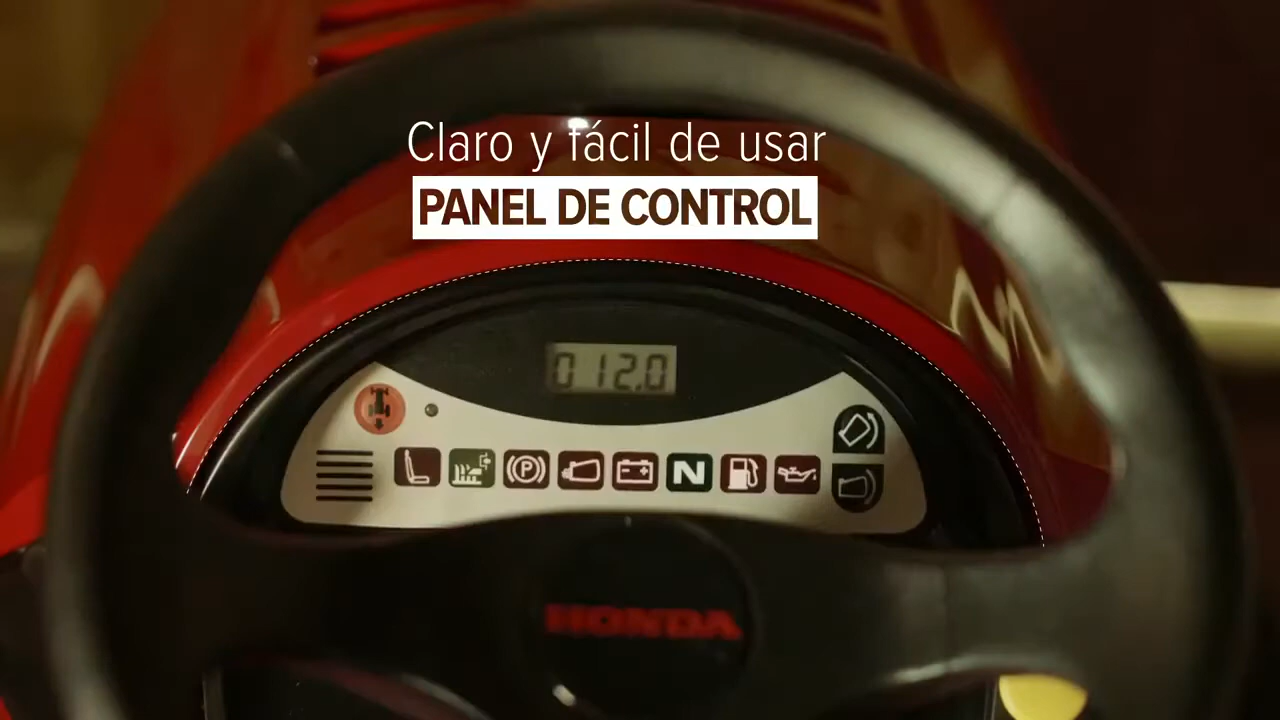 Claro y fácil de usar
PANEL DE CONTROL
012.0
P
N
HONDA